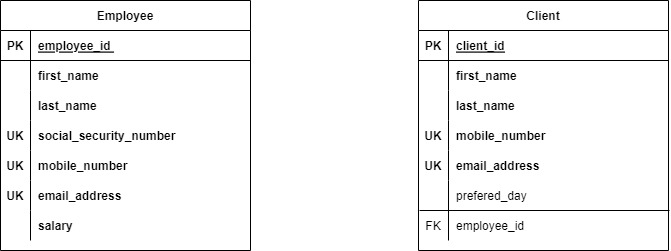 Employee
PK employee_id
first_name
last_name
UK social_security_number
UK mobile_number
UK email_address
salary
Client
PK client_id
first_name
last_name
UK mobile_number
UK email_address
prefered_day
FK employee_id